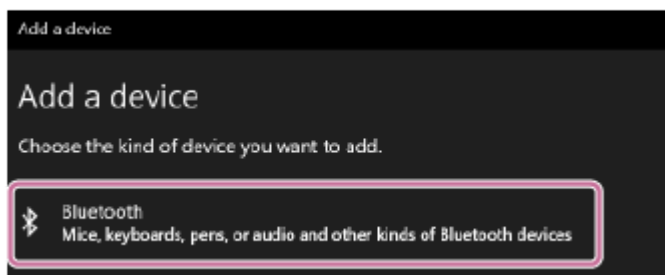 Add a device
Add a device
Choose the kind of device you want to add.
Bluetooth
Mice, keyboards, pens, or audio and other kinds of Bluetooth devices